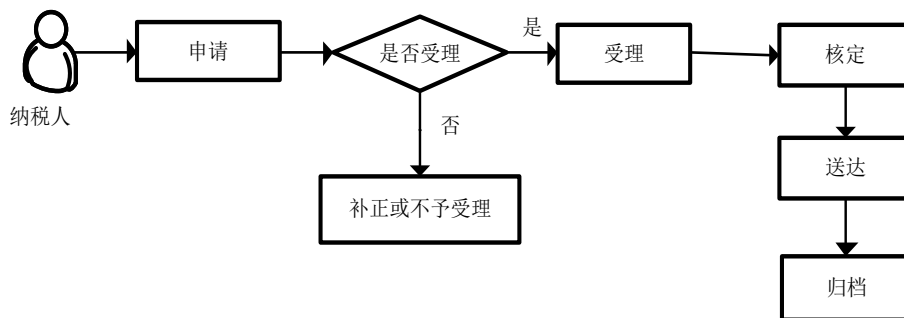 纳税人
申请
是否受理
是
受理
核定
否
补正或不予受理
送达
归档